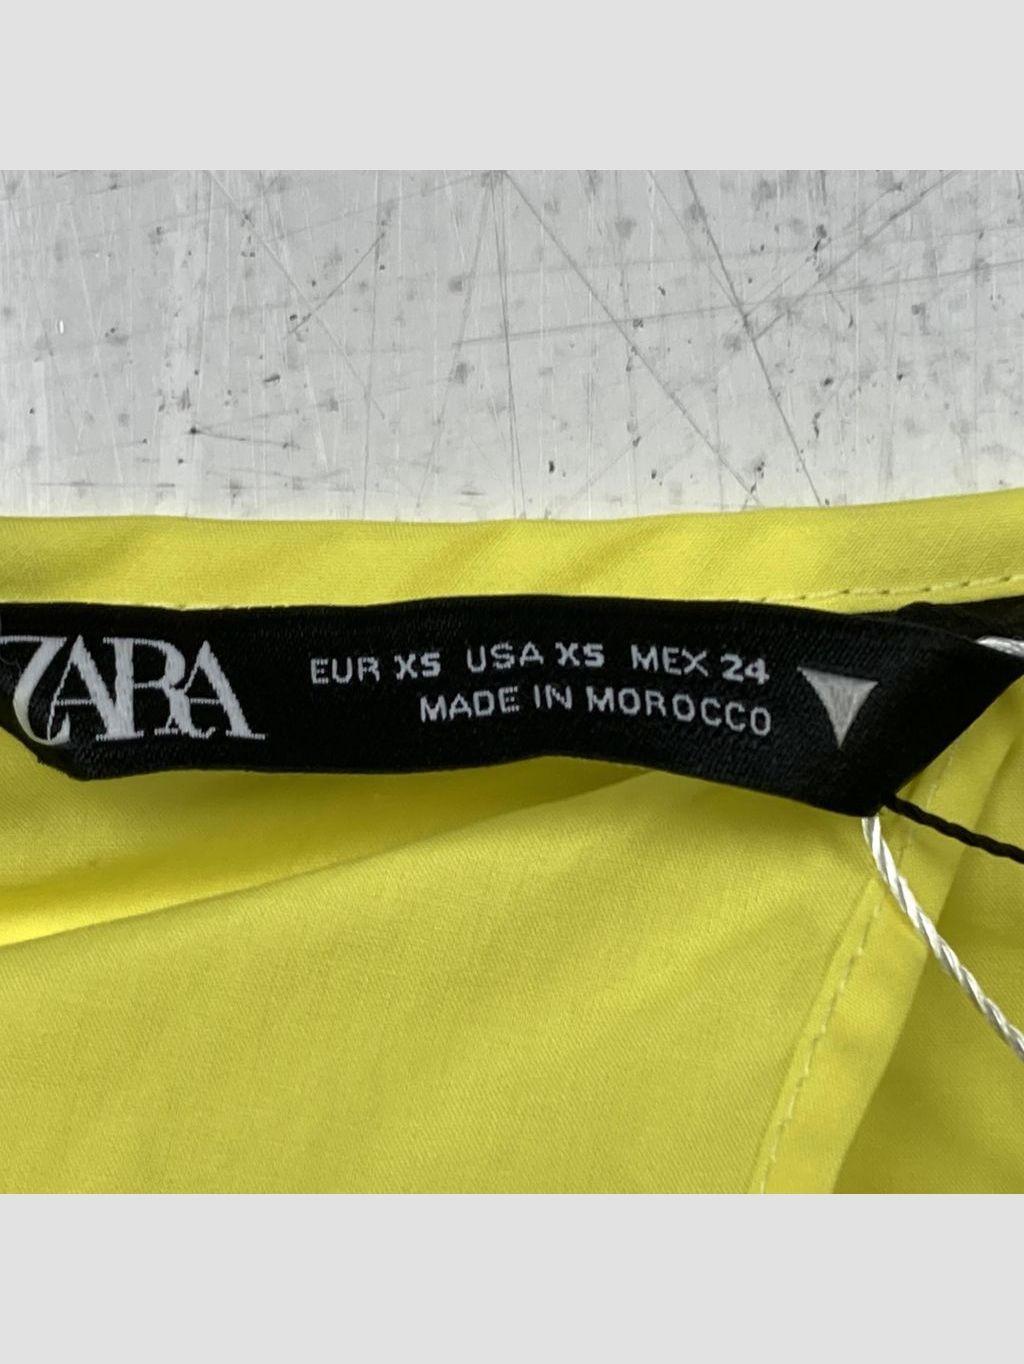 ZARA
EUR XS USA XS MEX 24
MADE IN MOROCCO